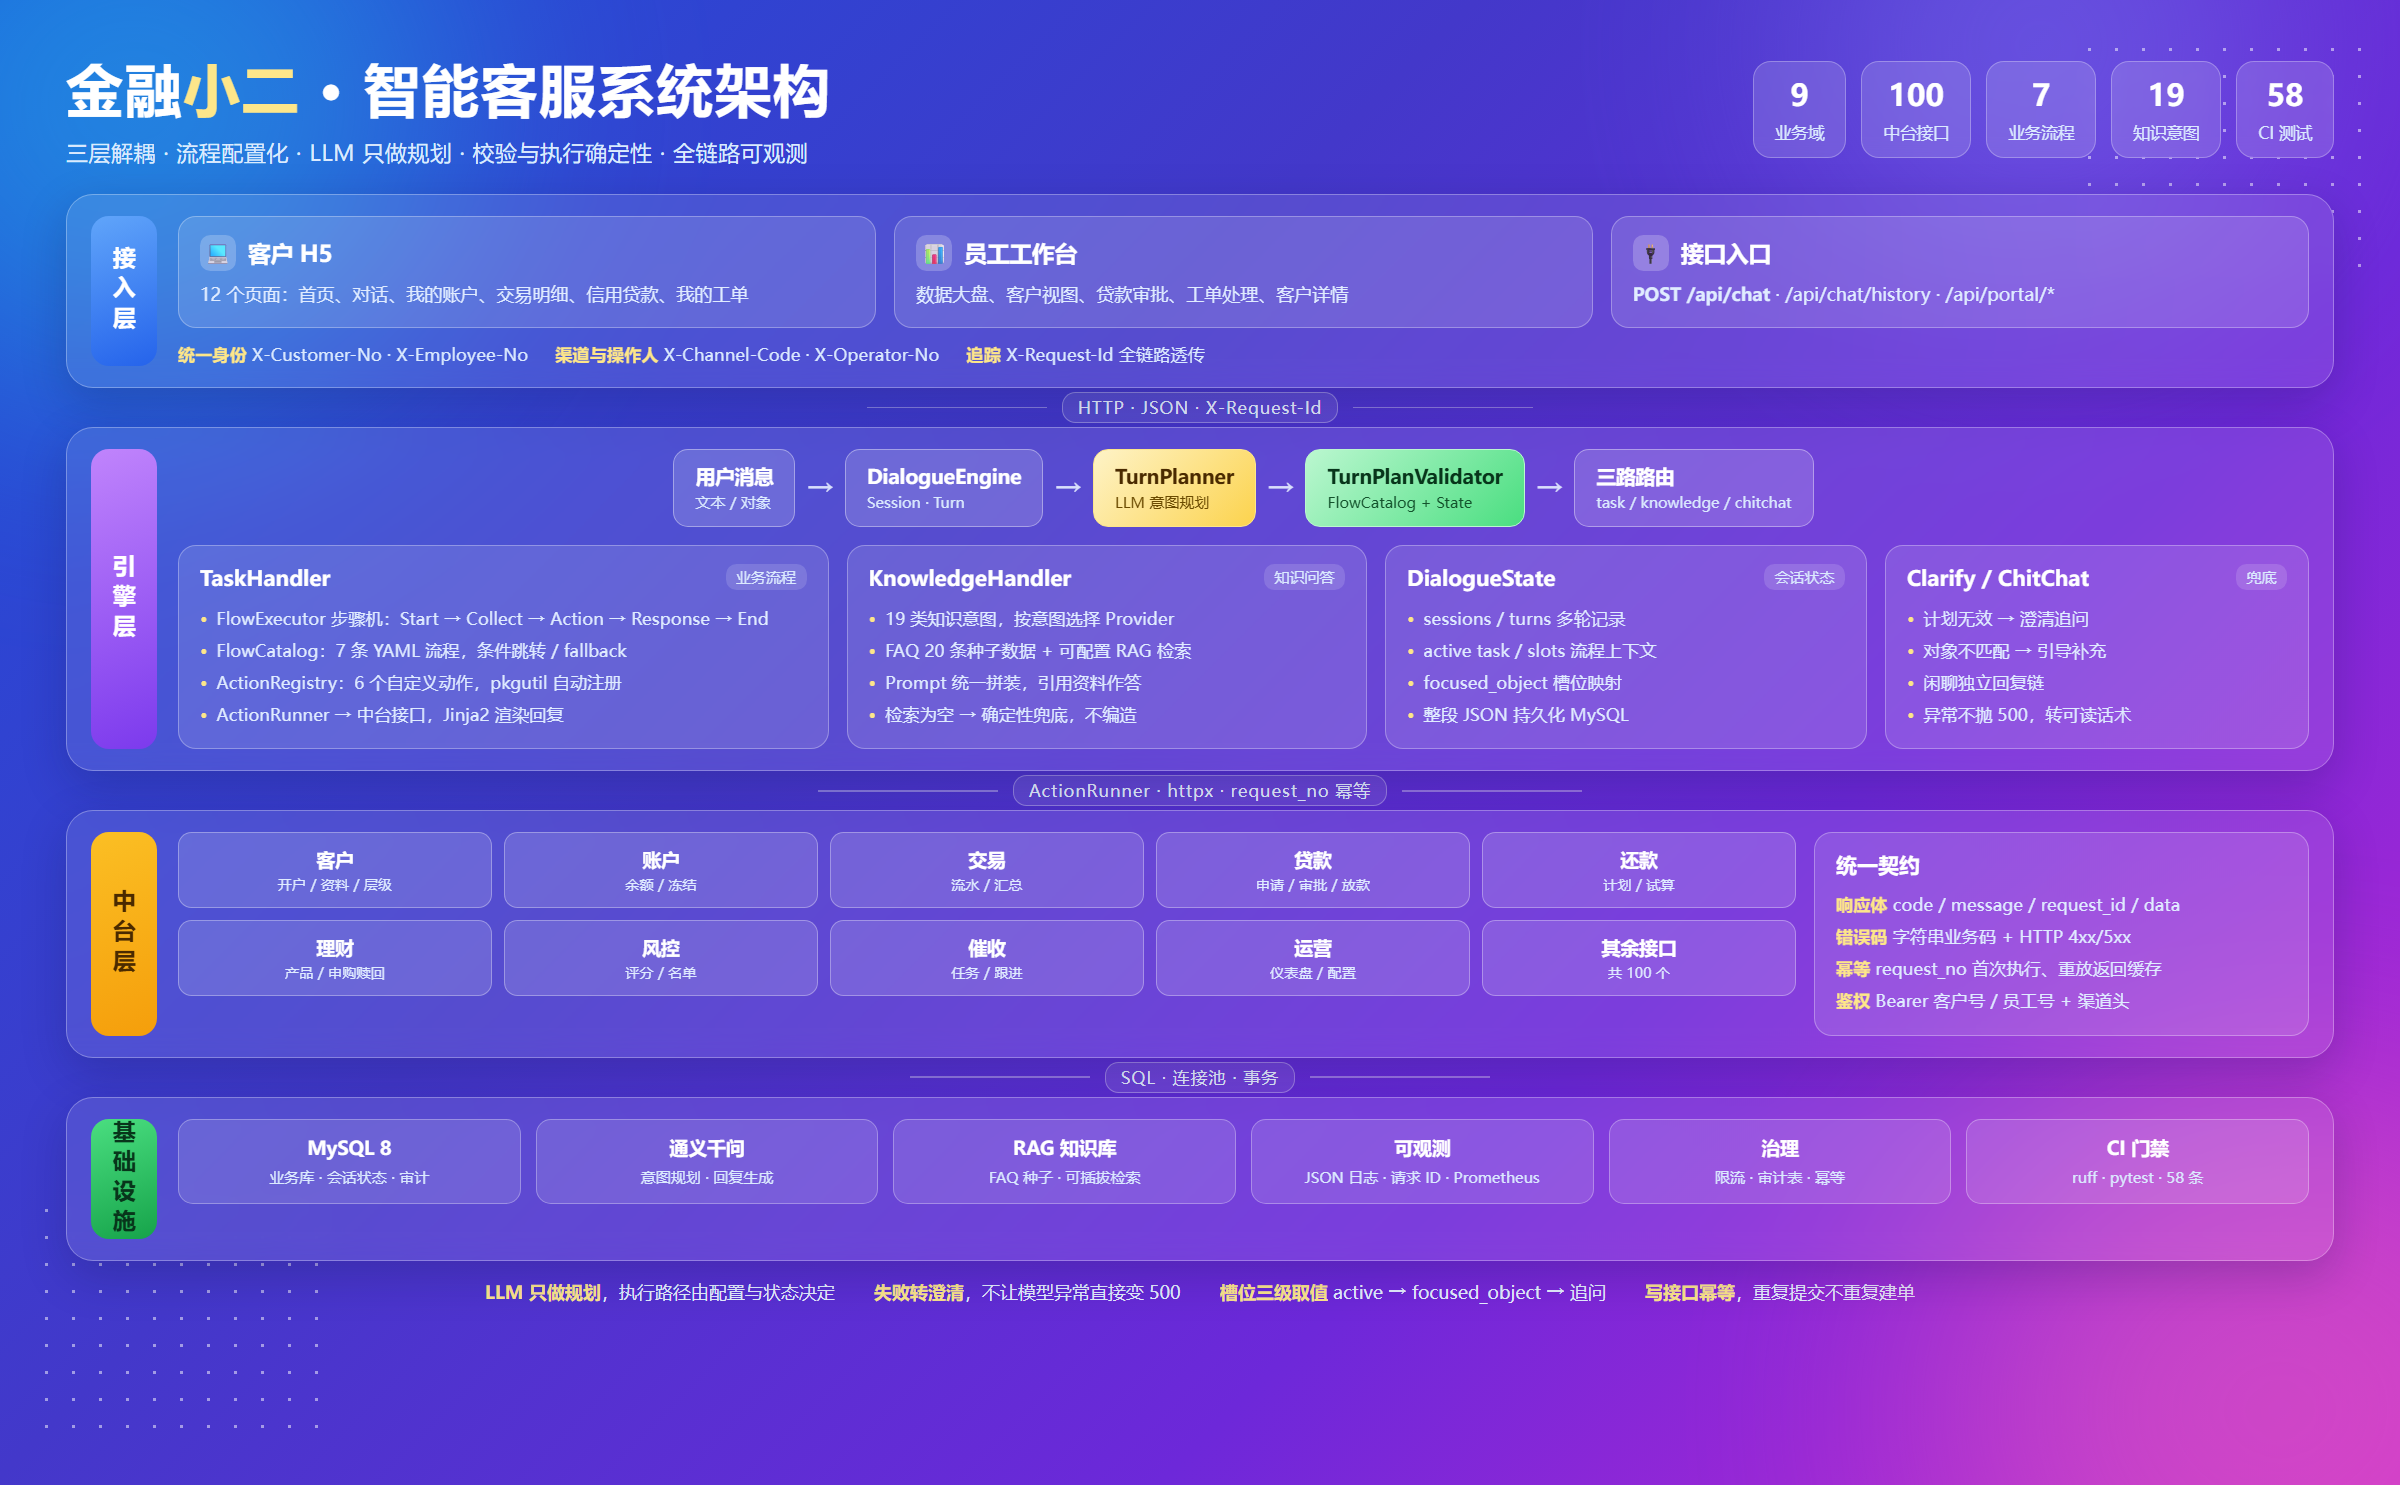 金融小二 · 智能客服系统架构
三层解耦 · 流程配置化 · LLM 只做规划 · 校验与执行确定性 · 全链路可观测
9
业务域
100
中台接口
7
业务流程
19
知识意图
58
CI 测试
接入层
客户 H5
12 个页面：首页、对话、我的账户、交易明细、信用贷款、我的工单
员工工作台
数据大盘、客户视图、贷款审批、工单处理、客户详情
接口入口
POST /api/chat · /api/chat/history · /api/portal/*
统一身份 X-Customer-No · X-Employee-No 渠道与操作人 X-Channel-Code · X-Operator-No 追踪 X-Request-Id 全链路透传
HTTP · JSON · X-Request-Id
引擎层
用户消息
文本 / 对象
→
DialogueEngine
Session · Turn
→
TurnPlanner
LLM 意图规划
→
TurnPlanValidator
FlowCatalog + State
→
三路路由
task / knowledge / chitchat
TaskHandler
业务流程
• FlowExecutor 步骤机：Start → Collect → Action → Response → End
• FlowCatalog：7 条 YAML 流程，条件跳转 / fallback
• ActionRegistry：6 个自定义动作，pkgutil 自动注册
• ActionRunner → 中台接口，Jinja2 渲染回复
KnowledgeHandler
知识问答
• 19 类知识意图，按意图选择 Provider
• FAQ 20 条种子数据 + 可配置 RAG 检索
• Prompt 统一拼装，引用资料作答
• 检索为空 → 确定性兜底，不编造
DialogueState
会话状态
• sessions / turns 多轮记录
• active task / slots 流程上下文
• focused_object 槽位映射
• 整段 JSON 持久化 MySQL
Clarify / ChitChat
兜底
• 计划无效 → 澄清追问
• 对象不匹配 → 引导补充
• 闲聊独立回复链
• 异常不抛 500，转可读话术
ActionRunner · httpx · request_no 幂等
中台层
客户
开户 / 资料 / 层级
账户
余额 / 冻结
交易
流水 / 汇总
贷款
申请 / 审批 / 放款
还款
计划 / 试算
理财
产品 / 申购赎回
风控
评分 / 名单
催收
任务 / 跟进
运营
仪表盘 / 配置
其余接口
共 100 个
统一契约
响应体 code / message / request_id / data
错误码 字符串业务码 + HTTP 4xx/5xx
幂等 request_no 首次执行、重放返回缓存
鉴权 Bearer 客户号 / 员工号 + 渠道头
SQL · 连接池 · 事务
基础设施
MySQL 8
业务库 · 会话状态 · 审计
通义千问
意图规划 · 回复生成
RAG 知识库
FAQ 种子 · 可插拔检索
可观测
JSON 日志 · 请求 ID · Prometheus
治理
限流 · 审计表 · 幂等
CI 门禁
ruff · pytest · 58 条
LLM 只做规划，执行路径由配置与状态决定 失败转澄清，不让模型异常直接变 500 槽位三级取值 active → focused_object → 追问 写接口幂等，重复提交不重复建单